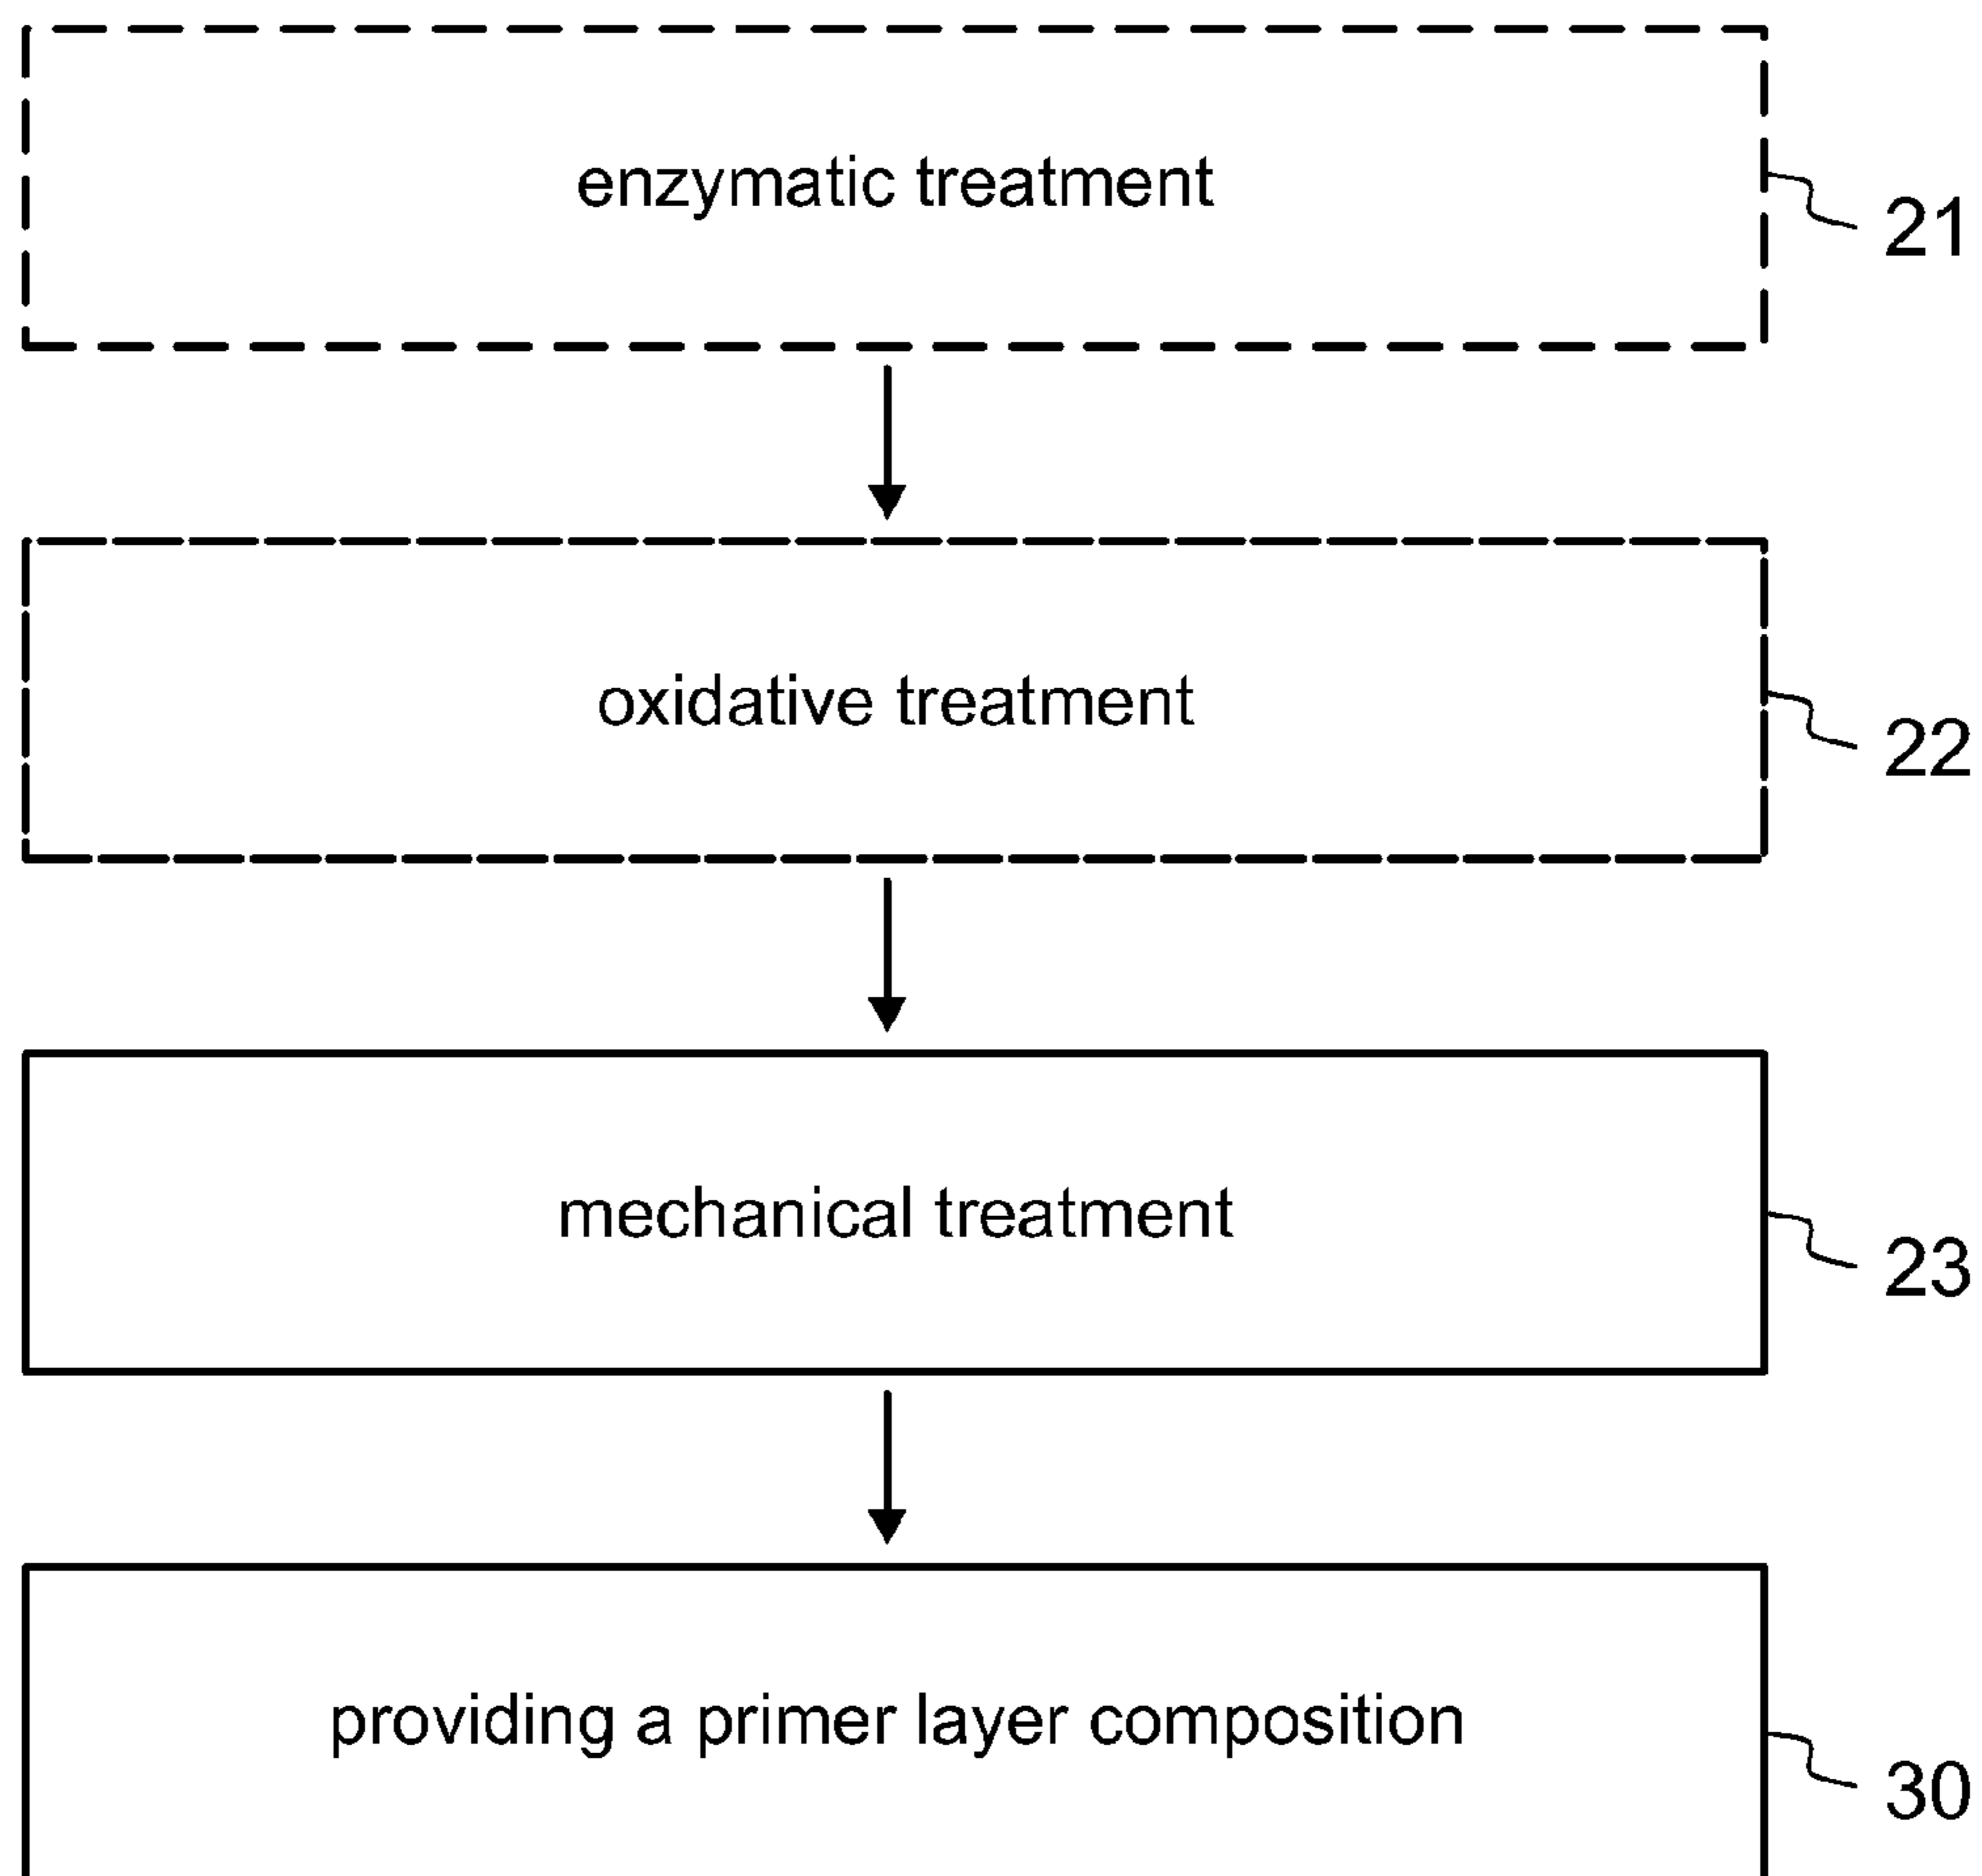 enzymatic treatment
21
oxidative treatment
22
mechanical treatment
23
providing a primer layer composition
30